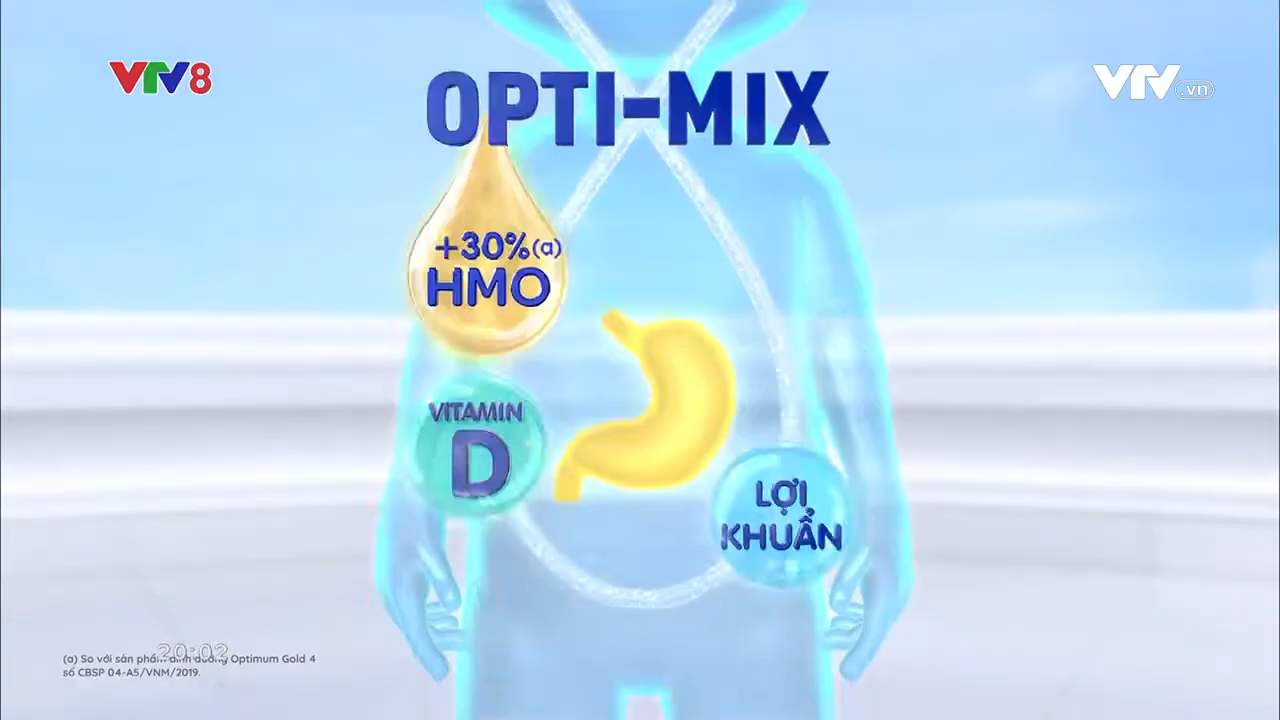 VTV8
VTV.vn
OPTI-MIX
+30%(a)
HMO
VITAMIN
D
LỢI
KHUẨN
20:02
(a) So với sản phẩm dinh dưỡng Optimum Gold 4
số CBSP 04-A5/VNM/2019.